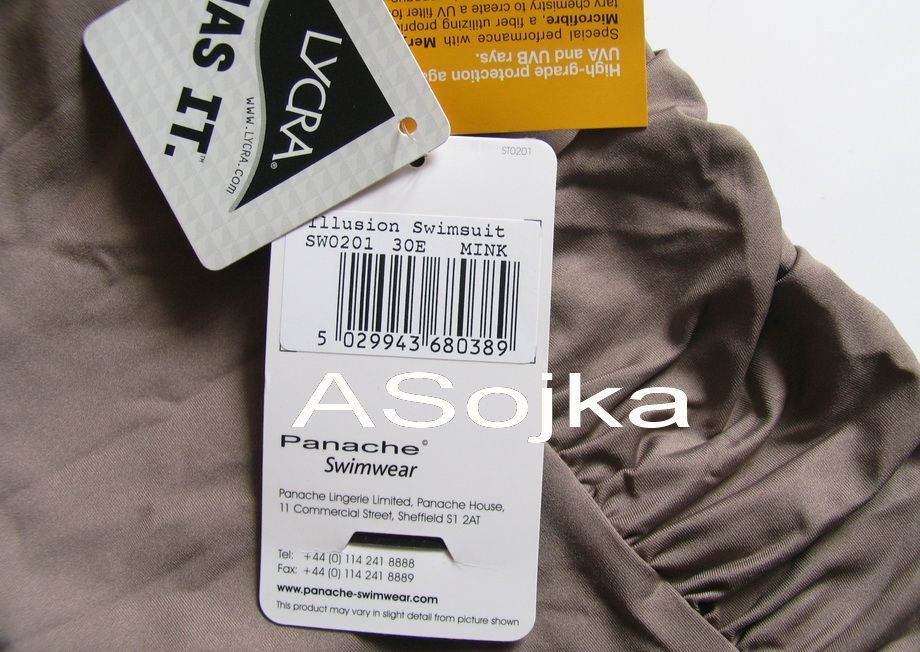 HAS IT.™
LYCRA®
www.LYCRA.com
High-grade protection
UVA and UVB rays.
Special performance with
Microfibre, a fiber utilizing
tary chemistry to create a UV filter
ST0201
Illusion Swimsuit
SW0201 30E MINK
5 029943 680389
ASojka
Panache©
Swimwear
Panache Lingerie Limited, Panache House,
11 Commercial Street, Sheffield S1 2AT
Tel: +44 (0) 114 241 8888
Fax: +44 (0) 114 241 8889
www.panache-swimwear.com
This product may vary in slight detail from picture shown